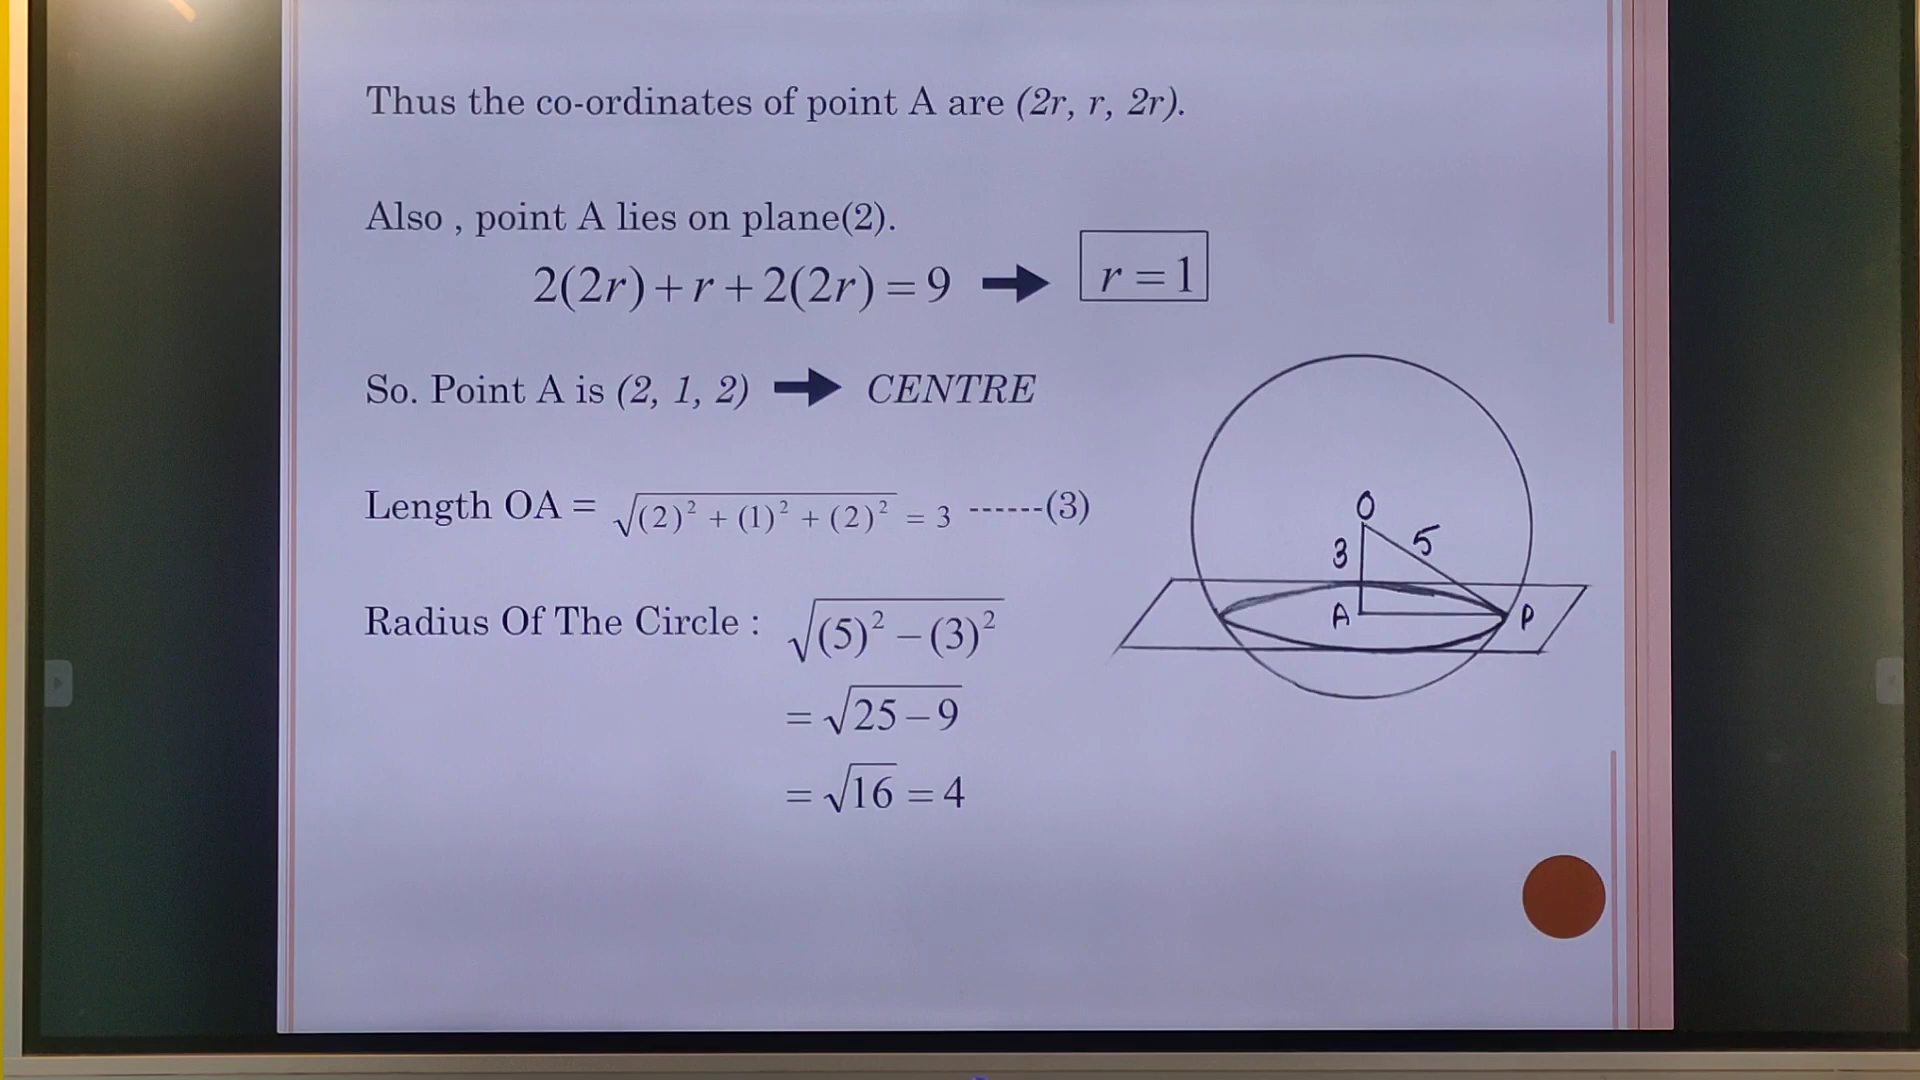 Thus the co-ordinates of point A are (2r, r, 2r).
Also , point A lies on plane(2).
2(2r)+r+2(2r)=9 ➡ r=1
So. Point A is (2, 1, 2) ➡ CENTRE
Length OA = √((2)² + (1)² + (2)²) = 3 ------(3)
Radius Of The Circle : √((5)² – (3)²)
= √(25 – 9)
= √16 = 4
O
3 5
A P